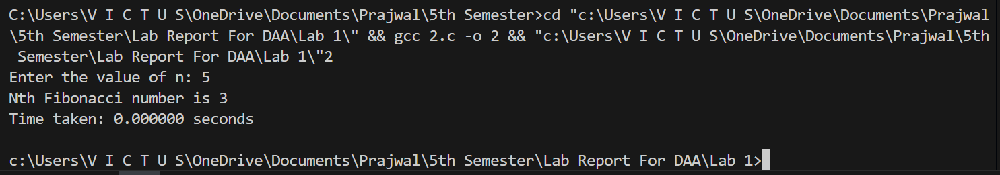 C:\Users\V I C T U S\OneDrive\Documents\Prajwal\5th Semester>cd "c:\Users\V I C T U S\OneDrive\Documents\Prajwal
\5th Semester\Lab Report For DAA\Lab 1\" && gcc 2.c -o 2 && "c:\Users\V I C T U S\OneDrive\Documents\Prajwal\5th
 Semester\Lab Report For DAA\Lab 1\"2
Enter the value of n: 5
Nth Fibonacci number is 3
Time taken: 0.000000 seconds
c:\Users\V I C T U S\OneDrive\Documents\Prajwal\5th Semester\Lab Report For DAA\Lab 1>